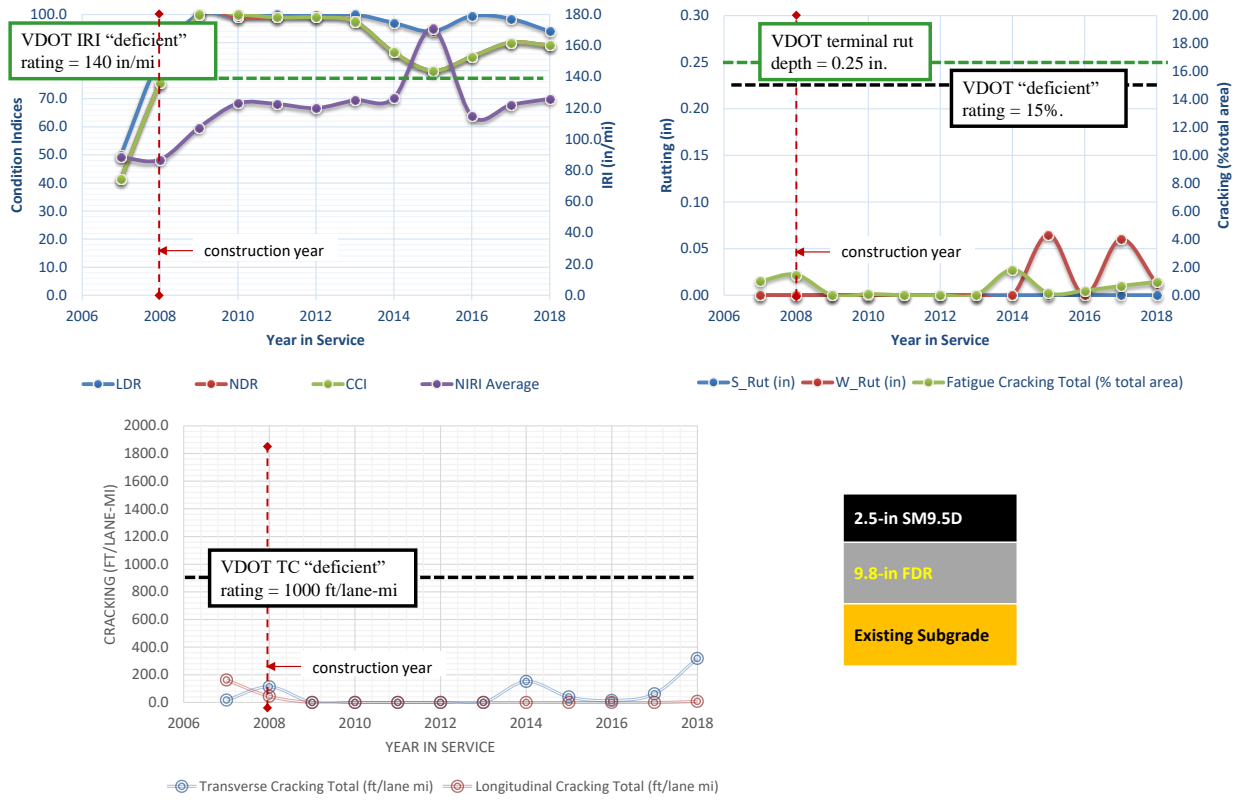 VDOT IRI “deficient”
rating = 140 in/mi
Condition Indices
100.0
70.0
60.0
50.0
40.0
30.0
20.0
10.0
0.0
construction year
180.0
160.0
140.0
120.0
100.0
80.0
60.0
40.0
20.0
0.0
IRI (in/mi)
2006 2008 2010 2012 2014 2016 2018
Year in Service
LDR NDR CCI NIRI Average
VDOT terminal rut
depth = 0.25 in.
VDOT “deficient”
rating = 15%.
Rutting (in)
0.30
0.25
0.20
0.15
0.10
0.05
0.00
construction year
20.00
18.00
16.00
14.00
12.00
10.00
8.00
6.00
4.00
2.00
0.00
Cracking (%total area)
2006 2008 2010 2012 2014 2016 2018
Year in Service
S_Rut (in) W_Rut (in) Fatigue Cracking Total (% total area)
CRACKING (FT/LANE-MI)
2000.0
1800.0
1600.0
1400.0
1200.0
1000.0
800.0
600.0
400.0
200.0
0.0
VDOT TC “deficient”
rating = 1000 ft/lane-mi
construction year
2006 2008 2010 2012 2014 2016 2018
YEAR IN SERVICE
Transverse Cracking Total (ft/lane mi) Longitudinal Cracking Total (ft/lane mi)
2.5-in SM9.5D
9.8-in FDR
Existing Subgrade